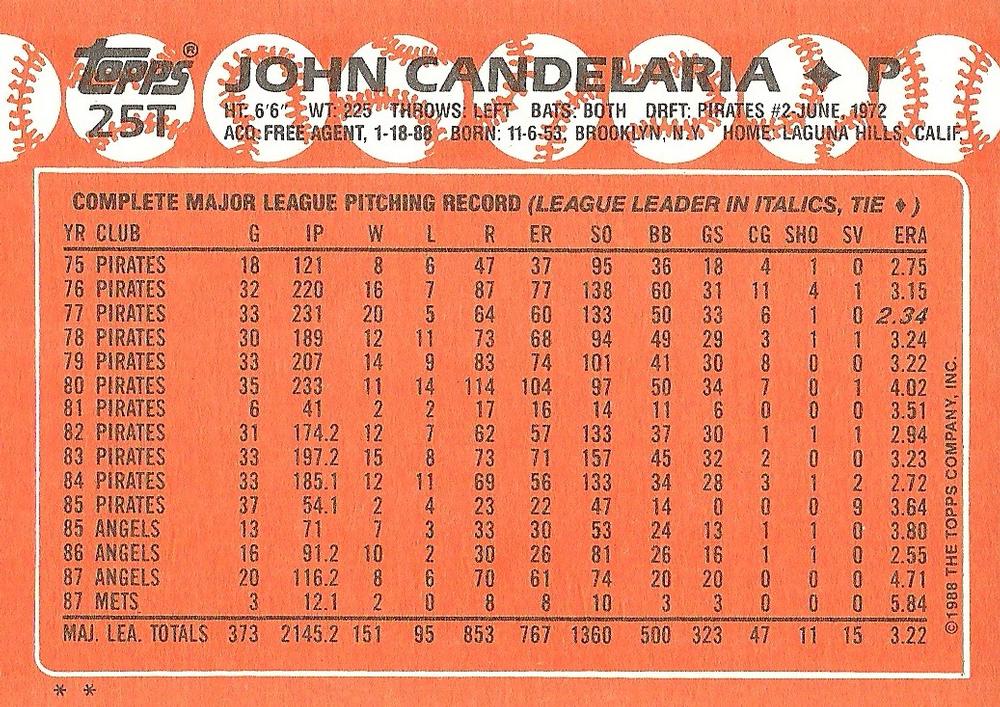 topps®
25T
JOHN CANDELARIA ✦ P
HT: 6'6" WT: 225 THROWS: LEFT BATS: BOTH DRFT: PIRATES #2-JUNE, 1972
ACQ: FREE AGENT, 1-18-88 BORN: 11-6-53, BROOKLYN, N.Y. HOME: LAGUNA HILLS, CALIF.
COMPLETE MAJOR LEAGUE PITCHING RECORD (LEAGUE LEADER IN ITALICS, TIE ♦)
YR CLUB G IP W L R ER SO BB GS CG SHO SV ERA
75 PIRATES 18 121 8 6 47 37 95 36 18 4 1 0 2.75
76 PIRATES 32 220 16 7 87 77 138 60 31 11 4 1 3.15
77 PIRATES 33 231 20 5 64 60 133 50 33 6 1 0 2.34
78 PIRATES 30 189 12 11 73 68 94 49 29 3 1 1 3.24
79 PIRATES 33 207 14 9 83 74 101 41 30 8 0 0 3.22
80 PIRATES 35 233 11 14 114 104 97 50 34 7 0 1 4.02
81 PIRATES 6 41 2 2 17 16 14 11 6 0 0 0 3.51
82 PIRATES 31 174.2 12 7 62 57 133 37 30 1 1 1 2.94
83 PIRATES 33 197.2 15 8 73 71 157 45 32 2 0 0 3.23
84 PIRATES 33 185.1 12 11 69 56 133 34 28 3 1 2 2.72
85 PIRATES 37 54.1 2 4 23 22 47 14 0 0 0 9 3.64
85 ANGELS 13 71 7 3 33 30 53 24 13 1 1 0 3.80
86 ANGELS 16 91.2 10 2 30 26 81 26 16 1 1 0 2.55
87 ANGELS 20 116.2 8 6 70 61 74 20 20 0 0 0 4.71
87 METS 3 12.1 2 0 8 8 10 3 3 0 0 0 5.84
MAJ. LEA. TOTALS 373 2145.2 151 95 853 767 1360 500 323 47 11 15 3.22
©1988 THE TOPPS COMPANY, INC.
* *